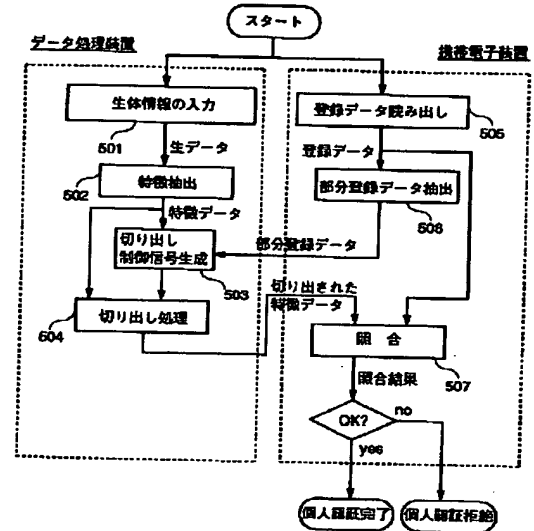 スタート
データ処理装置
携帯電子装置
生体情報の入力
501
生データ
特徴抽出
502
特徴データ
切り出し
制御信号生成
503
切り出し処理
504
登録データ読み出し
505
登録データ
部分登録データ抽出
506
部分登録データ
切り出された
特徴データ
照 合
507
照合結果
OK?
no
yes
個人認証完了
個人認証拒絶